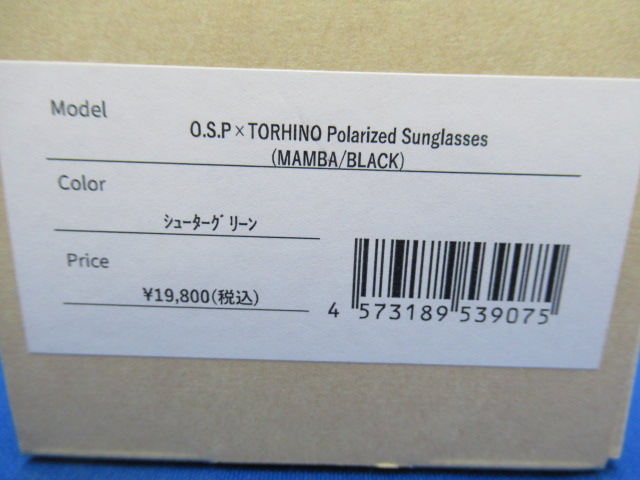 Model
O.S.P×TORHINO Polarized Sunglasses
(MAMBA/BLACK)
Color
ｼｭｰﾀｰｸﾞﾘｰﾝ
Price
¥19,800(税込)
4 573189 539075